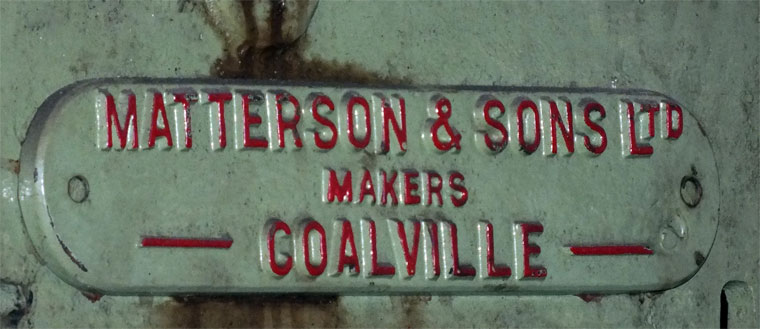 MATTERSON & SONS LTD
MAKERS
COALVILLE